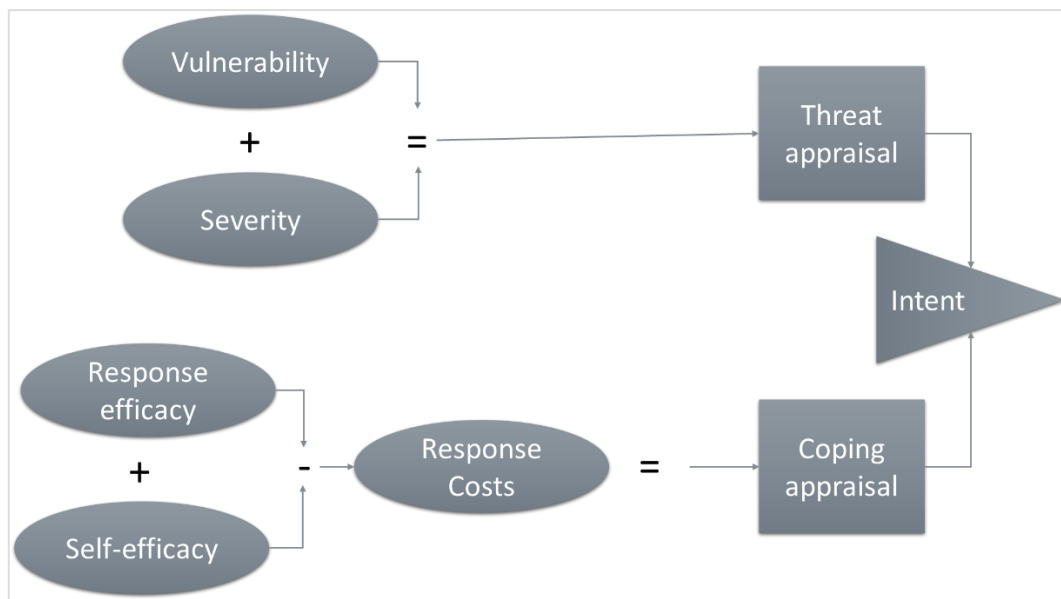 Vulnerability
+
=
Severity
Threat
appraisal
Intent
Response
efficacy
+
Self-efficacy
-
Response
Costs
=
Coping
appraisal